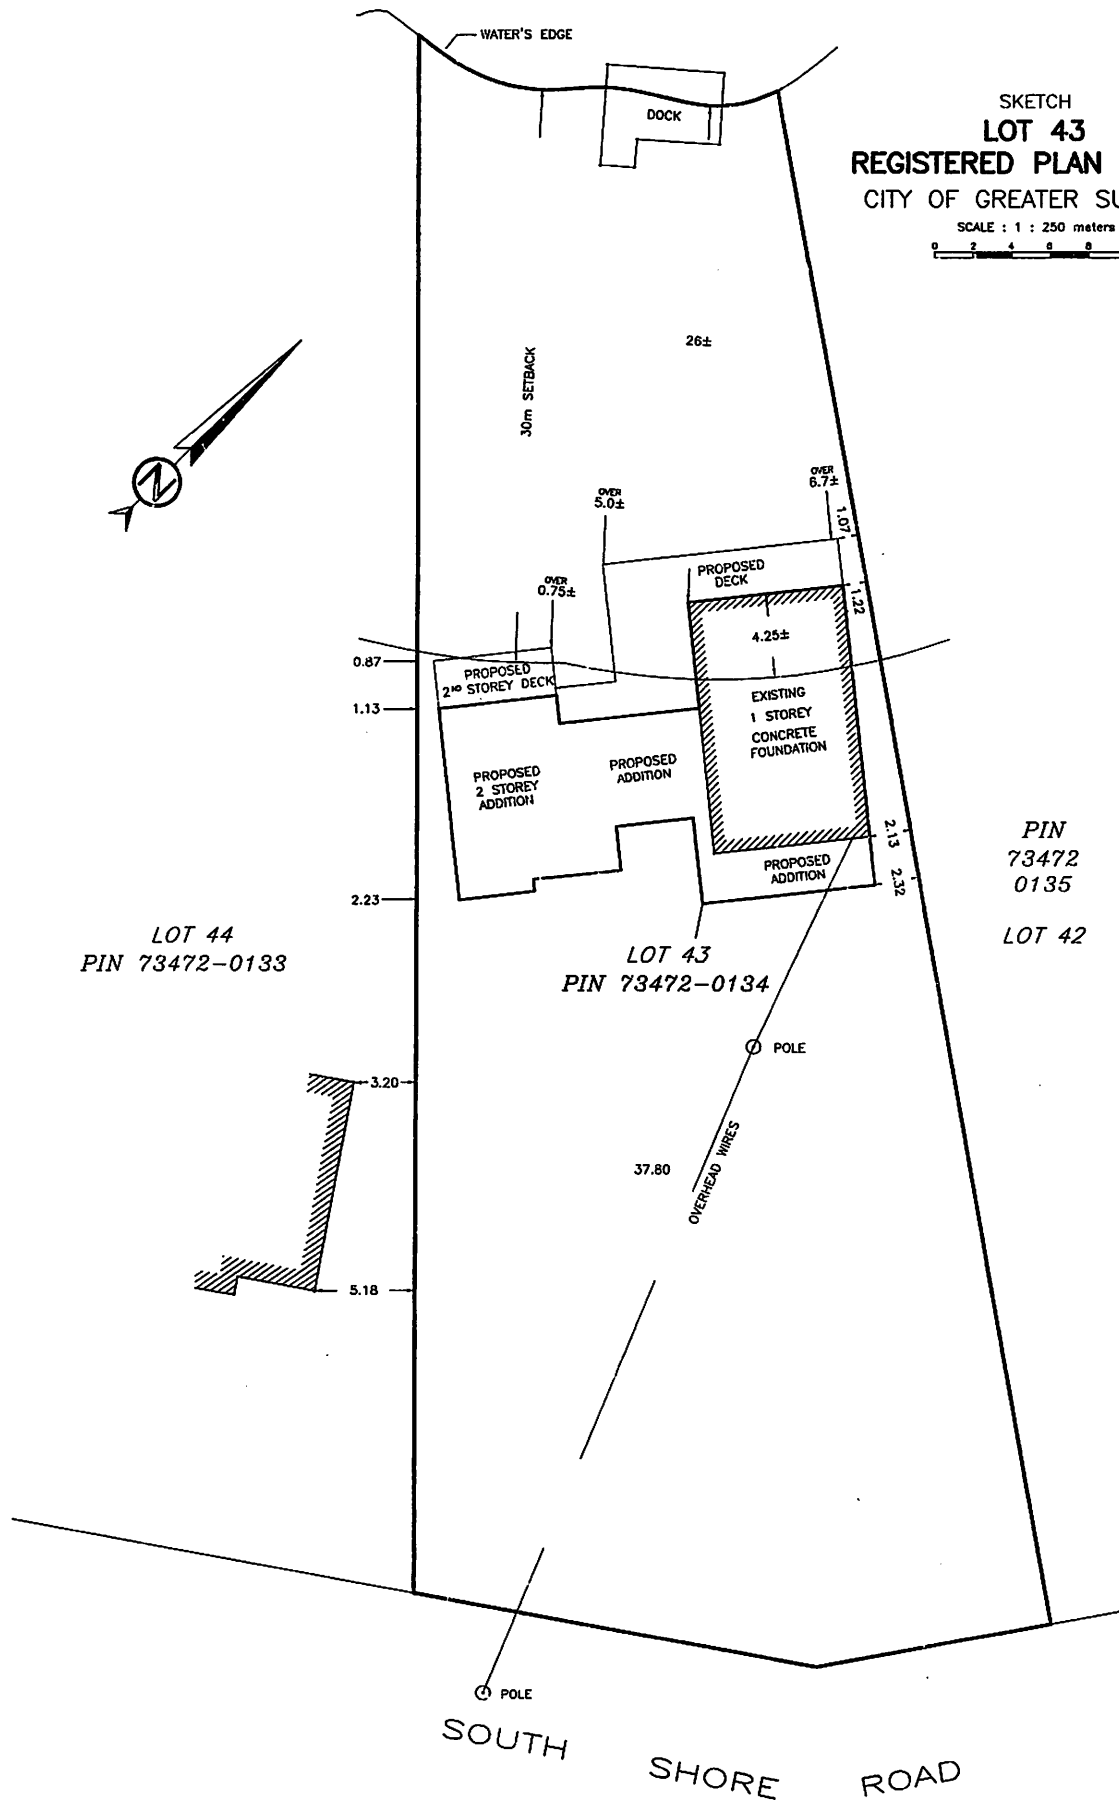 WATER'S EDGE
DOCK
SKETCH
LOT 43
REGISTERED PLAN
CITY OF GREATER SU
SCALE : 1 : 250 meters
0 2 4 6 8
26±
30m SETBACK
OVER
6.7±
OVER
5.0±
1.07
PROPOSED
DECK
OVER
0.75±
1.22
4.25±
0.87
PROPOSED
2ND STOREY DECK
1.13
EXISTING
1 STOREY
CONCRETE
FOUNDATION
PROPOSED
2 STOREY
ADDITION
PROPOSED
ADDITION
2.13
PROPOSED
ADDITION
2.32
PIN
73472
0135
LOT 42
2.23
LOT 44
PIN 73472-0133
LOT 43
PIN 73472-0134
POLE
3.20
37.80
OVERHEAD WIRES
5.18
POLE
SOUTH SHORE ROAD
N